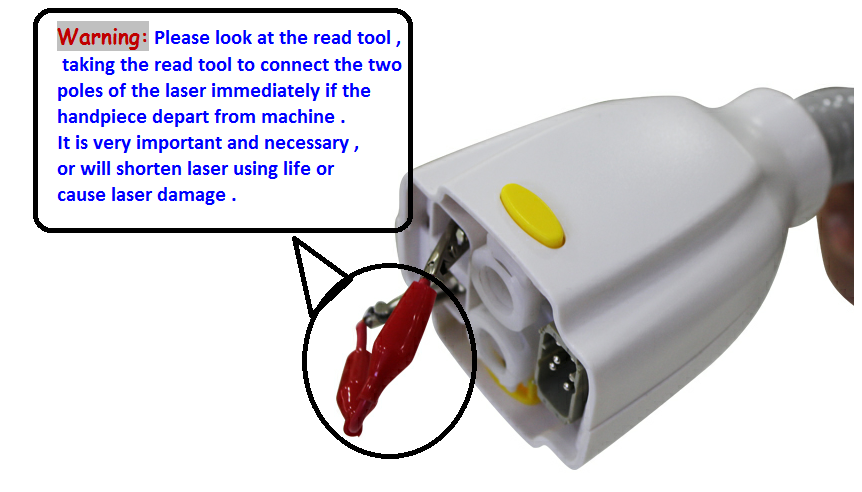 Warning: Please look at the read tool ,
taking the read tool to connect the two
poles of the laser immediately if the
handpiece depart from machine .
It is very important and necessary ,
or will shorten laser using life or
cause laser damage .